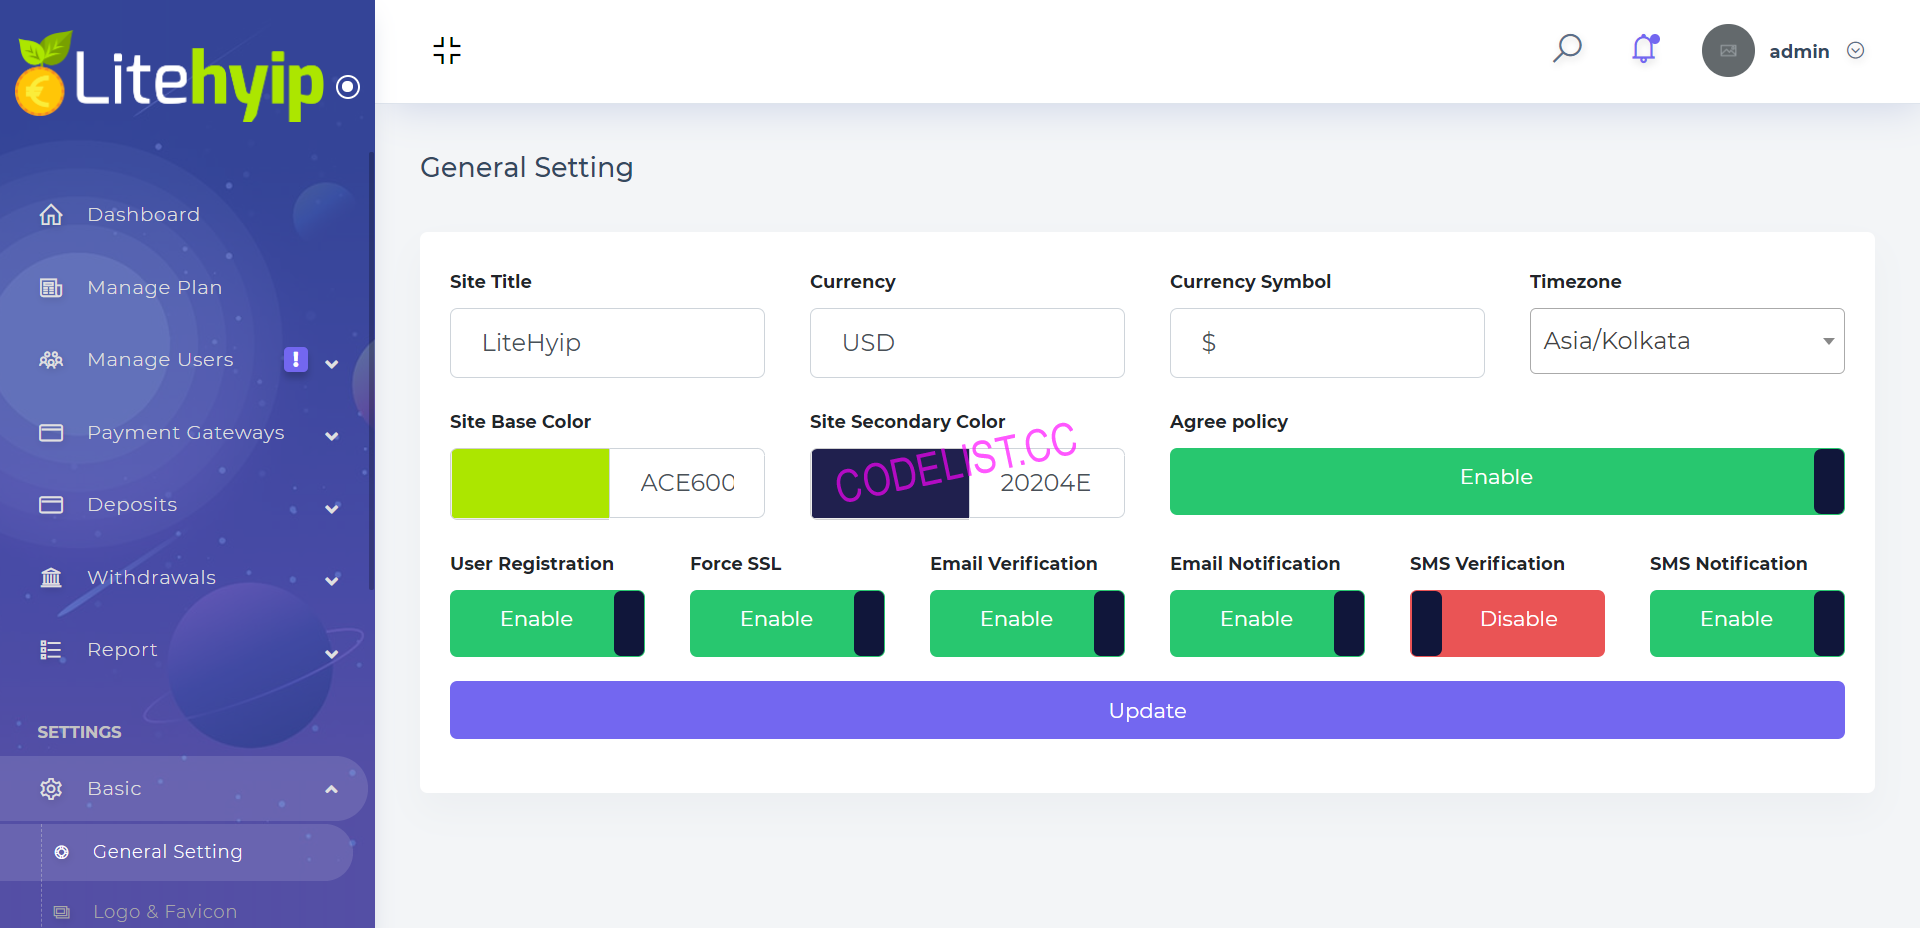 Litehyip
admin
Dashboard
Manage Plan
Manage Users !
Payment Gateways
Deposits
Withdrawals
Report
SETTINGS
Basic
General Setting
Logo & Favicon
General Setting
Site Title Currency Currency Symbol Timezone
LiteHyip USD $ Asia/Kolkata
Site Base Color Site Secondary Color Agree policy
ACE600 20204E Enable
CODELIST.CC
User Registration Force SSL Email Verification Email Notification SMS Verification SMS Notification
Enable Enable Enable Enable Disable Enable
Update